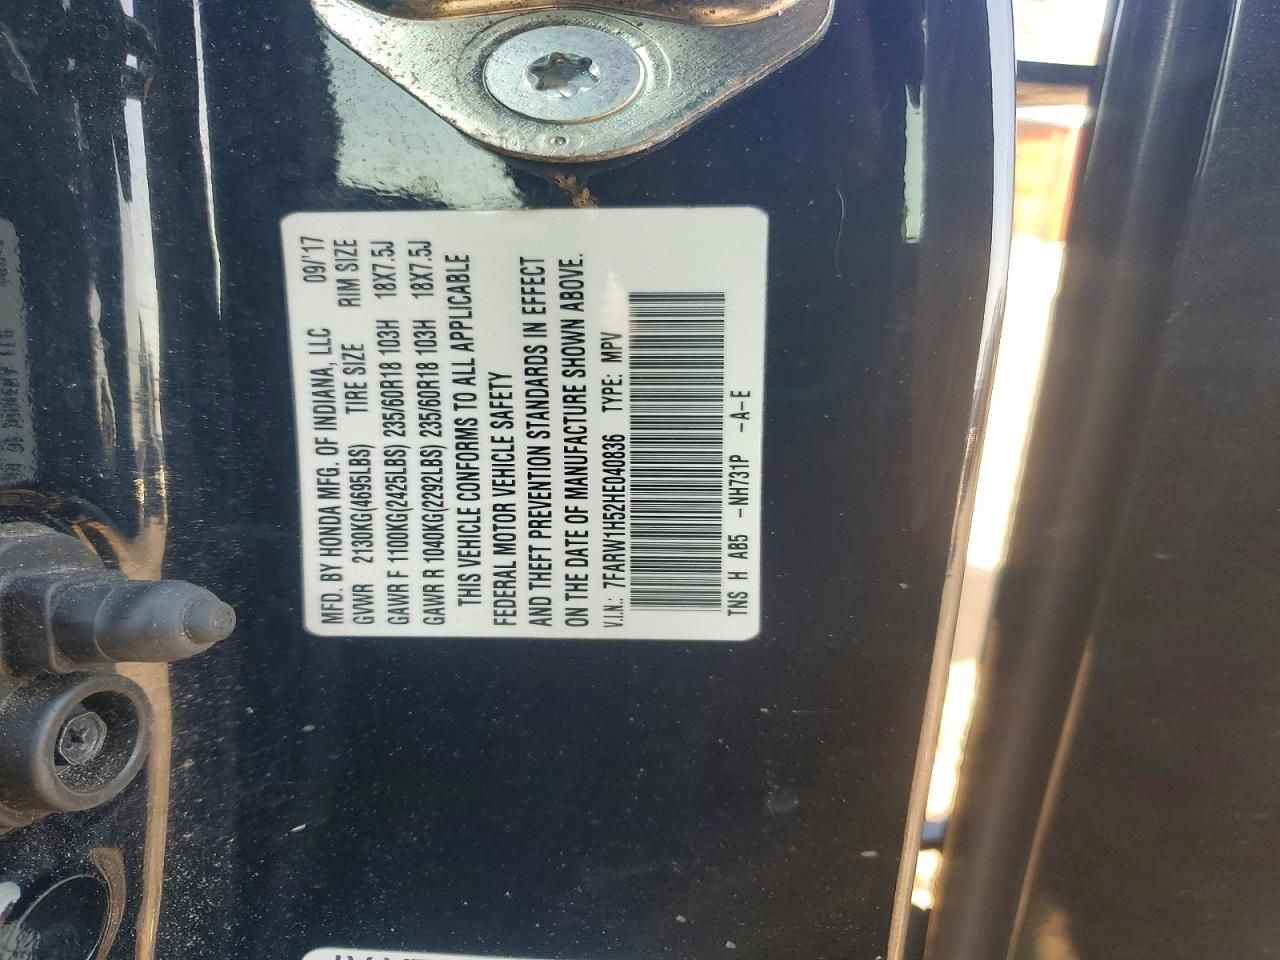 MFD. BY HONDA MFG. OF INDIANA, LLC 09/'17
GVWR 2130KG(4695LBS) TIRE SIZE RIM SIZE
GAWR F 1100KG(2425LBS) 235/60R18 103H 18X7.5J
GAWR R 1040KG(2292LBS) 235/60R18 103H 18X7.5J
THIS VEHICLE CONFORMS TO ALL APPLICABLE
FEDERAL MOTOR VEHICLE SAFETY
AND THEFT PREVENTION STANDARDS IN EFFECT
ON THE DATE OF MANUFACTURE SHOWN ABOVE.
V.I.N.: 7FARW1H52HE040836 TYPE: MPV
TNS H AB5 -NH731P -A-E